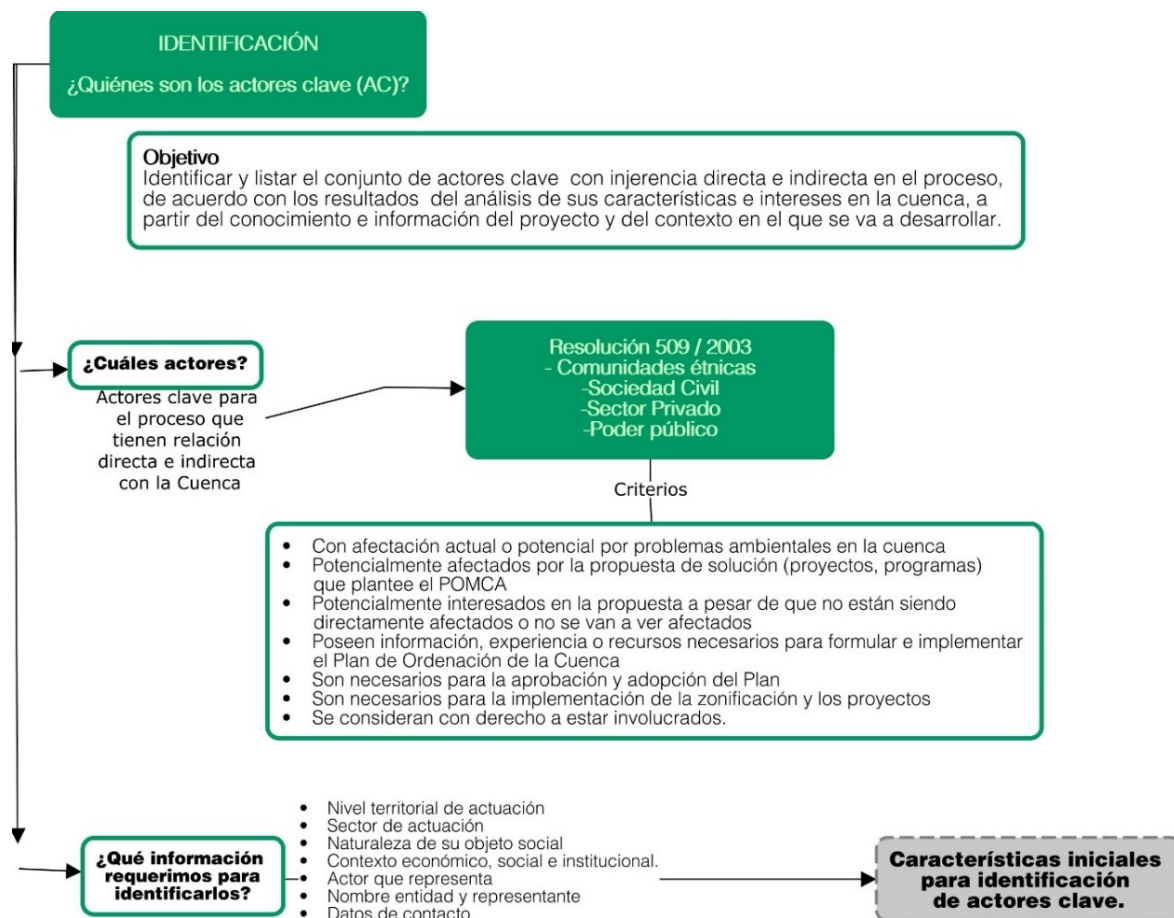 IDENTIFICACIÓN
¿Quiénes son los actores clave (AC)?
Objetivo
Identificar y listar el conjunto de actores clave con injerencia directa e indirecta en el proceso,
de acuerdo con los resultados del análisis de sus características e intereses en la cuenca, a
partir del conocimiento e información del proyecto y del contexto en el que se va a desarrollar.
¿Cuáles actores?
Actores clave para
el proceso que
tienen relación
directa e indirecta
con la Cuenca
Resolución 509 / 2003
- Comunidades étnicas
-Sociedad Civil
-Sector Privado
-Poder público
Criterios
• Con afectación actual o potencial por problemas ambientales en la cuenca
• Potencialmente afectados por la propuesta de solución (proyectos, programas)
que plantee el POMCA
• Potencialmente interesados en la propuesta a pesar de que no están siendo
directamente afectados o no se van a ver afectados
• Poseen información, experiencia o recursos necesarios para formular e implementar
el Plan de Ordenación de la Cuenca
• Son necesarios para la aprobación y adopción del Plan
• Son necesarios para la implementación de la zonificación y los proyectos
• Se consideran con derecho a estar involucrados.
¿Qué información
requerimos para
identificarlos?
• Nivel territorial de actuación
• Sector de actuación
• Naturaleza de su objeto social
• Contexto económico, social e institucional.
• Actor que representa
• Nombre entidad y representante
• Datos de contacto
Características iniciales
para identificación
de actores clave.